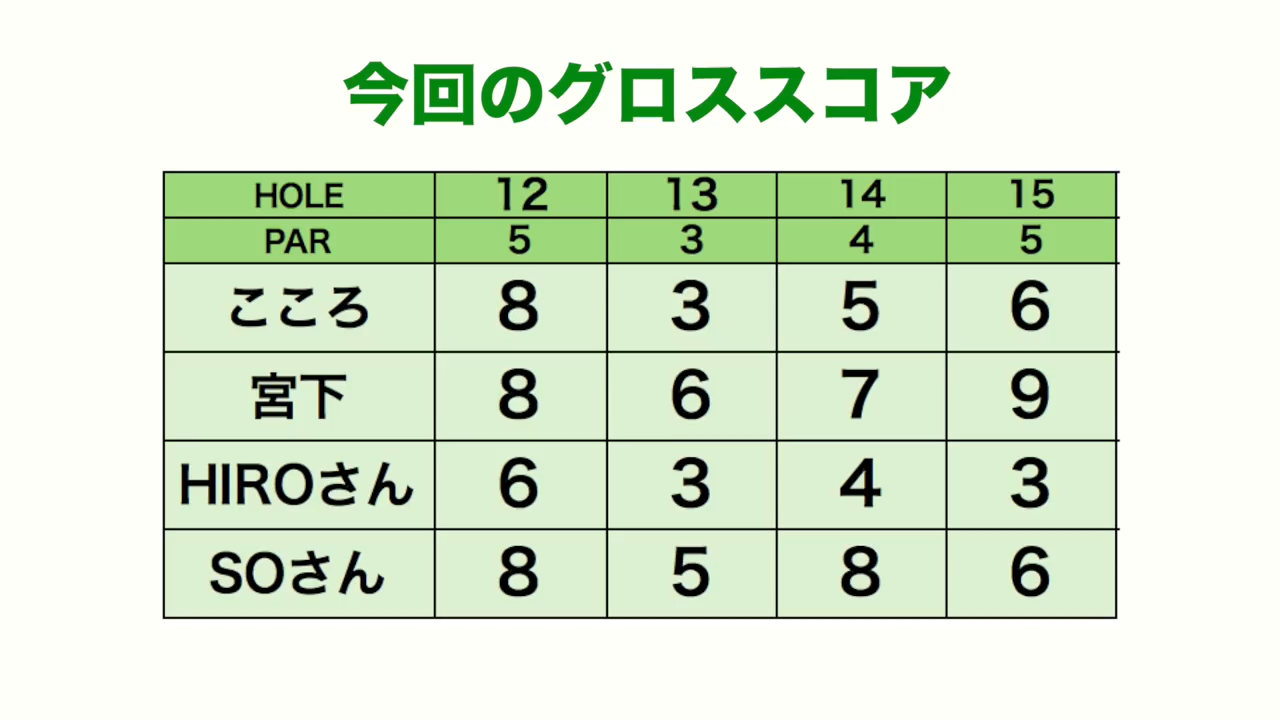 今回のグロススコア
HOLE 12 13 14 15
PAR 5 3 4 5
こころ 8 3 5 6
宮下 8 6 7 9
HIROさん 6 3 4 3
SOさん 8 5 8 6